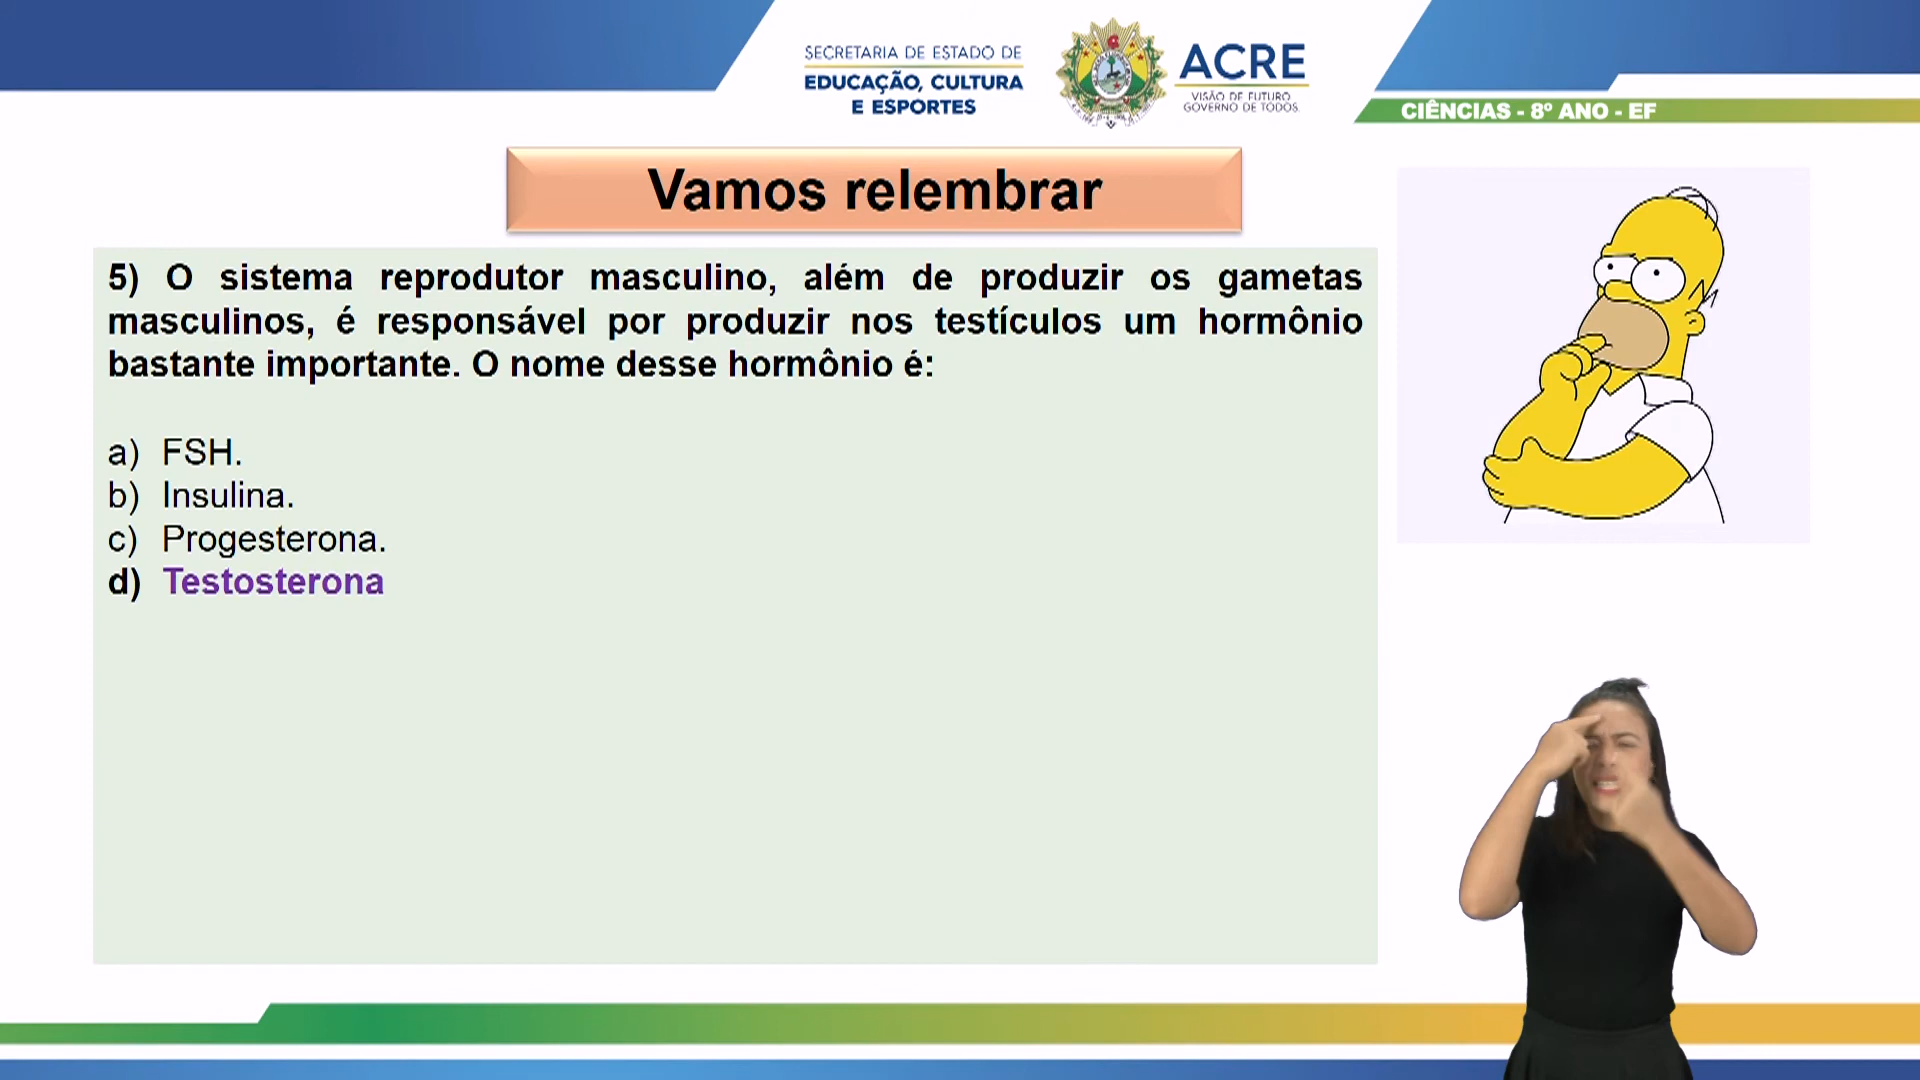 SECRETARIA DE ESTADO DE
EDUCAÇÃO, CULTURA
E ESPORTES
ACRE
VISÃO DE FUTURO
GOVERNO DE TODOS
CIÊNCIAS - 8º ANO - EF
Vamos relembrar
5) O sistema reprodutor masculino, além de produzir os gametas
masculinos, é responsável por produzir nos testículos um hormônio
bastante importante. O nome desse hormônio é:
a) FSH.
b) Insulina.
c) Progesterona.
d) Testosterona